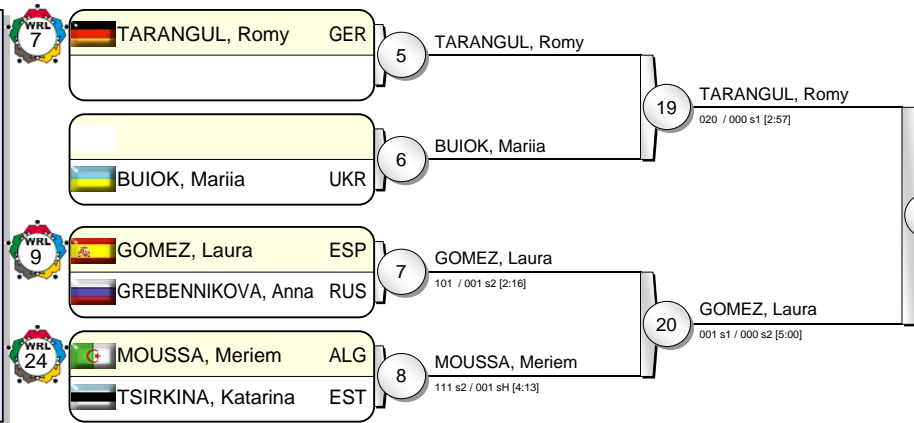 WRL
7
TARANGUL, Romy GER
5
TARANGUL, Romy
19
TARANGUL, Romy
020 / 000 s1 [2:57]
6
BUIOK, Mariia
BUIOK, Mariia UKR
WRL
9
GOMEZ, Laura ESP
GREBENNIKOVA, Anna RUS
7
GOMEZ, Laura
101 / 001 s2 [2:16]
20
GOMEZ, Laura
001 s1 / 000 s2 [5:00]
WRL
24
MOUSSA, Meriem ALG
TSIRKINA, Katarina EST
8
MOUSSA, Meriem
111 s2 / 001 sH [4:13]